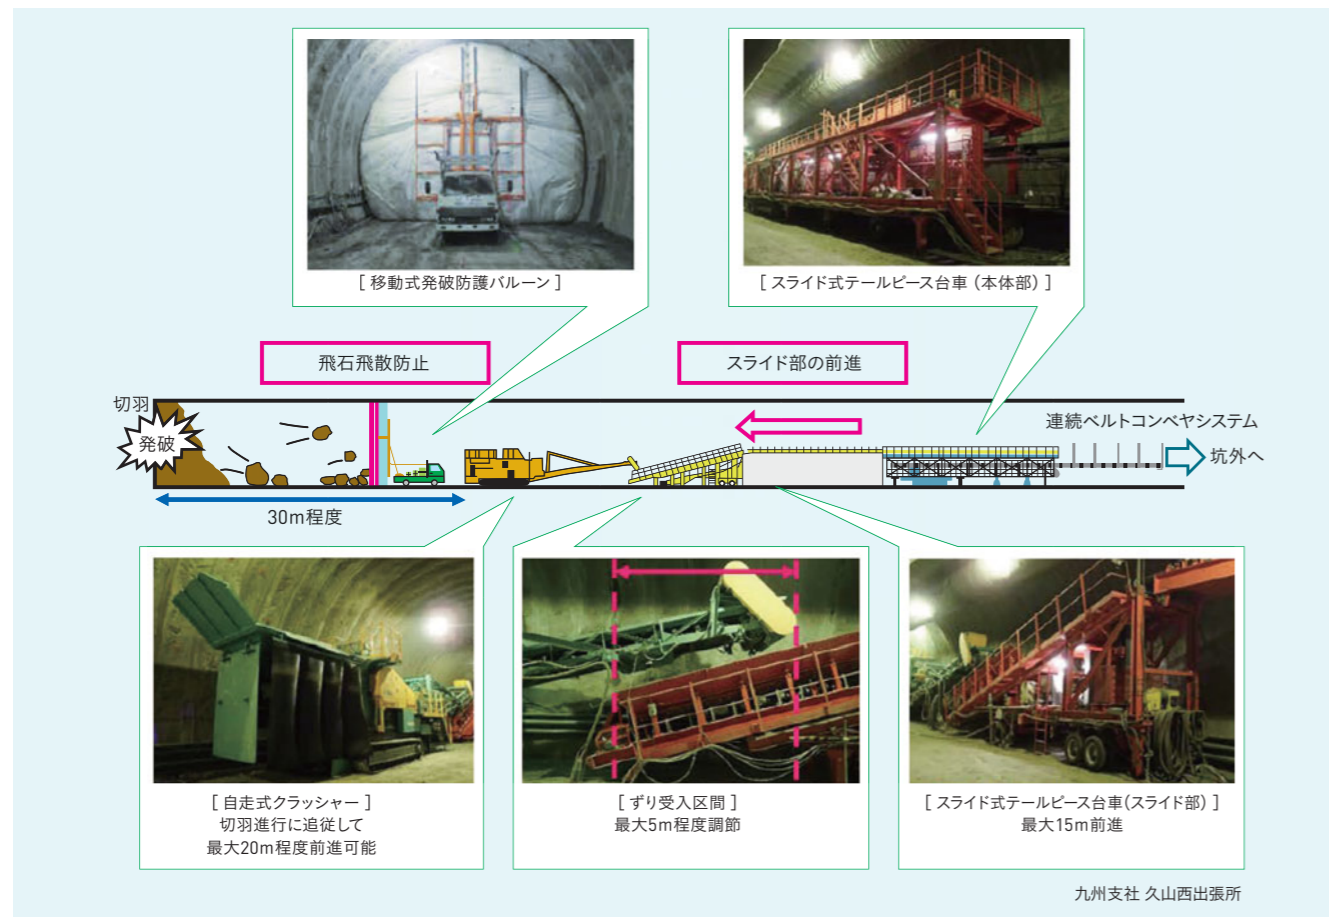 [ 移動式発破防護バルーン ]
[ スライド式テールピース台車（本体部） ]
飛石飛散防止
スライド部の前進
切羽
発破
連続ベルトコンベヤシステム
坑外へ
30m程度
[ 自走式クラッシャー ]
切羽進行に追従して
最大20m程度前進可能
[ ずり受入区間 ]
最大5m程度調節
[ スライド式テールピース台車（スライド部） ]
最大15m前進
九州支社 久山西出張所